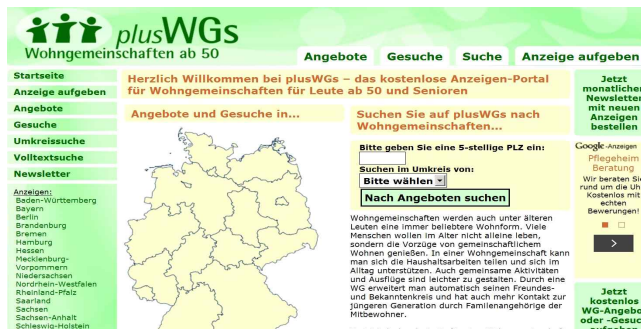 plusWGs
Wohngemeinschaften ab 50
Angebote Gesuche Suche Anzeige aufgeben
Startseite
Anzeige aufgeben
Angebote
Gesuche
Umkreissuche
Volltextsuche
Newsletter
Anzeigen:
Baden-Württemberg
Bayern
Berlin
Brandenburg
Bremen
Hamburg
Hessen
Mecklenburg-
Vorpommern
Niedersachsen
Nordrhein-Westfalen
Rheinland-Pfalz
Saarland
Sachsen
Sachsen-Anhalt
Schleswig-Holstein
Herzlich Willkommen bei plusWGs – das kostenlose Anzeigen-Portal
für Wohngemeinschaften für Leute ab 50 und Senioren
Angebote und Gesuche in...
Suchen Sie auf plusWGs nach
Wohngemeinschaften...
Bitte geben Sie eine 5-stellige PLZ ein:
Suchen im Umkreis von:
Bitte wählen
Nach Angeboten suchen
Wohngemeinschaften werden auch unter älteren
Leuten eine immer beliebtere Wohnform. Viele
Menschen wollen im Alter nicht alleine leben,
sondern die Vorzüge von gemeinschaftlichem
Wohnen genießen. In einer Wohngemeinschaft kann
man sich die Haushaltsarbeiten teilen und sich im
Alltag unterstützen. Auch gemeinsame Aktivitäten
und Ausflüge sind leichter zu gestalten. Durch eine
WG erweitert man automatisch seinen Freundes-
und Bekanntenkreis und hat auch mehr Kontakt zur
jüngeren Generation durch Familenangehörige der
Mitbewohner.
Jetzt
monatlichen
Newsletter
mit neuen
Anzeigen
bestellen
Google-Anzeigen
Pflegeheim
Beratung
Wir beraten Sie
rund um die Uh
Kostenlos mit
echten
Bewerungen!
Jetzt
kostenlos
WG-Angebo
oder -Gesuc